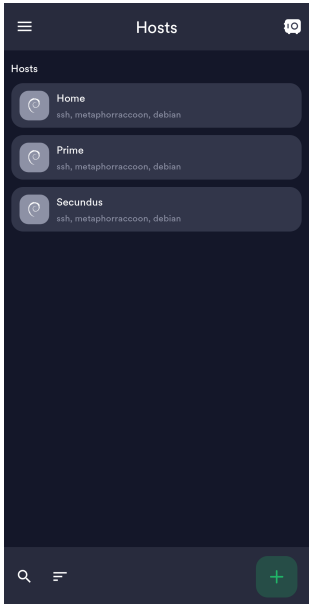 Hosts
Hosts
Home
ssh, metaphorraccoon, debian
Prime
ssh, metaphorraccoon, debian
Secundus
ssh, metaphorraccoon, debian